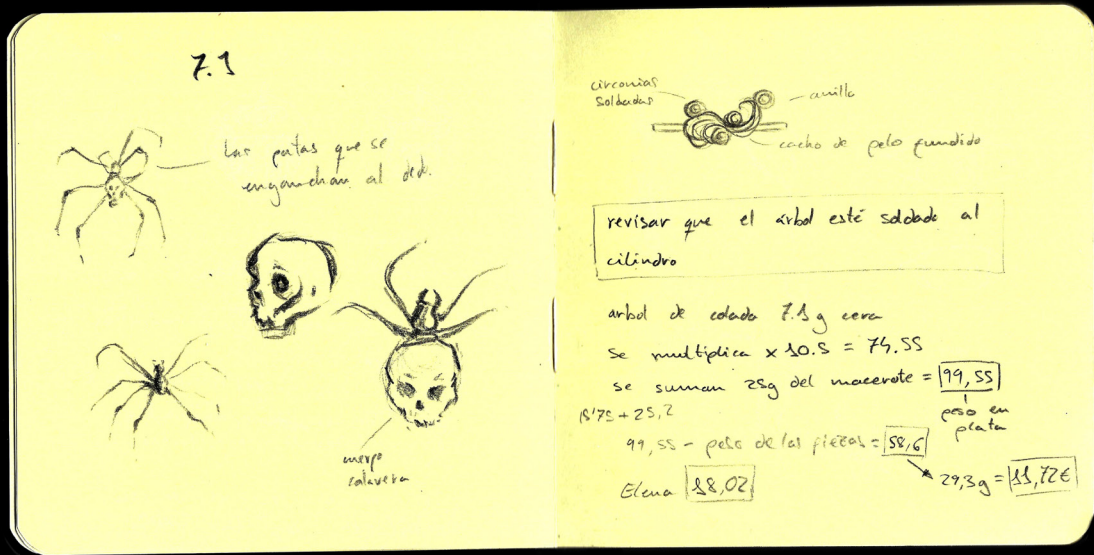 7.1
Las patas que se
enganchan al dedo.
cuerpo
calavera
circonias
soldadas
anilla
cacho de pelo fundido
revisar que el árbol esté soldado al
cilindro
arbol de colada 7.1 g cera
se multiplica x 10.5 = 74.55
se suman 25g del macerote = 99,55
peso en
plata
15'75 + 25,2
99,55 - peso de las piezas = 58,6
29,3g = 11,72€
Elena 18,02